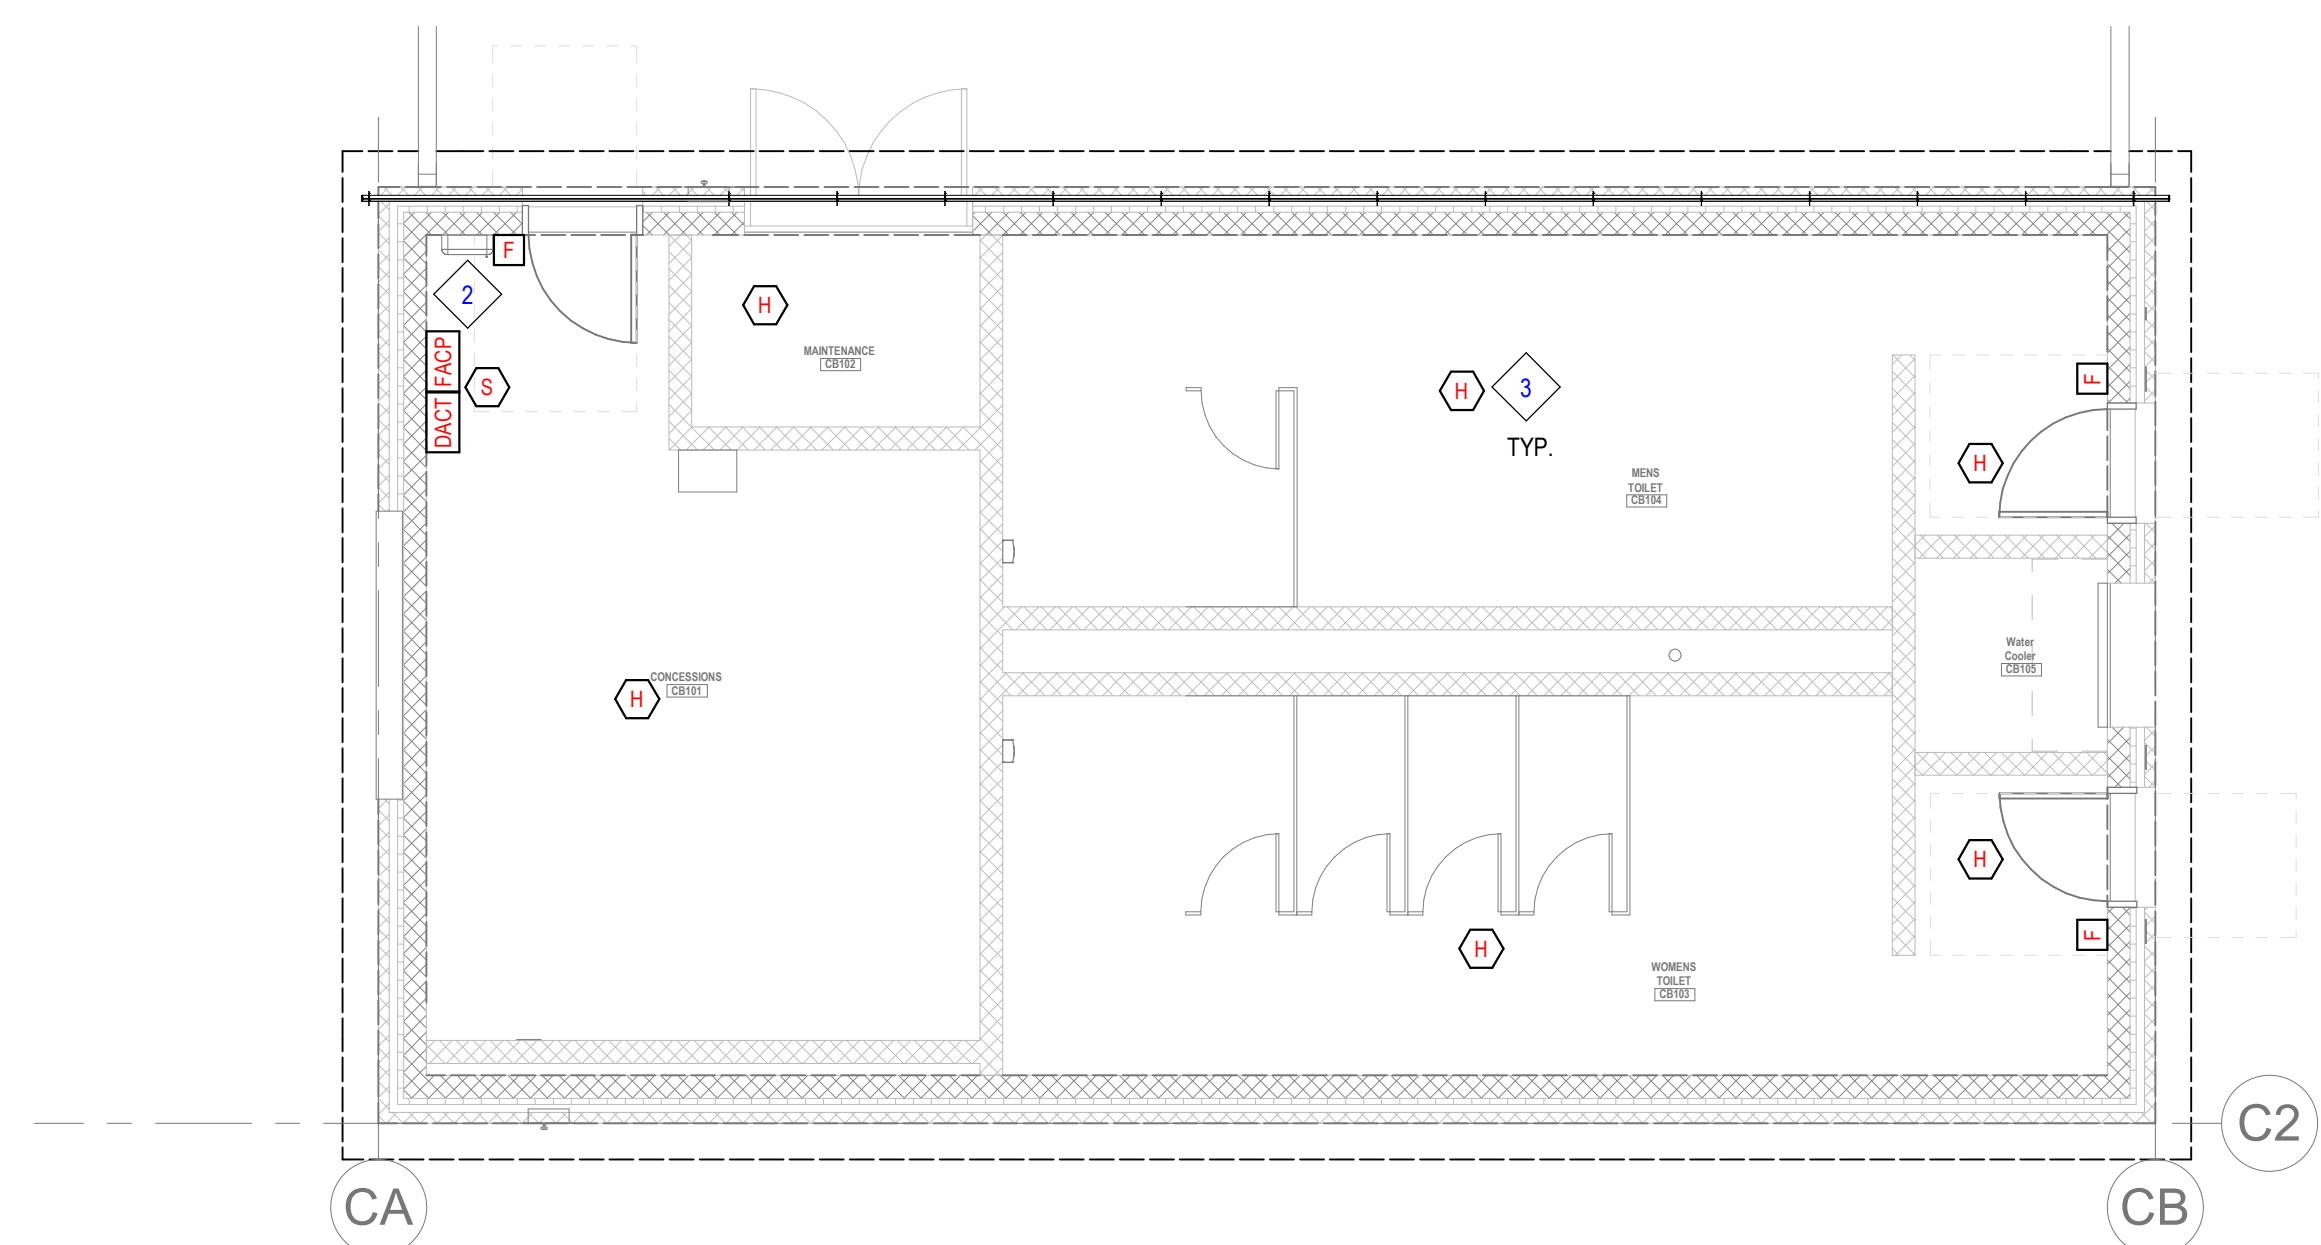 F
2
H
MAINTENANCE
CB102
FACP
S
DACT
H
3
TYP.
F
H
MENS
TOILET
CB104
Water
Cooler
CB105
CONCESSIONS
CB101
H
H
F
H
WOMENS
TOILET
CB103
C2
CA
CB